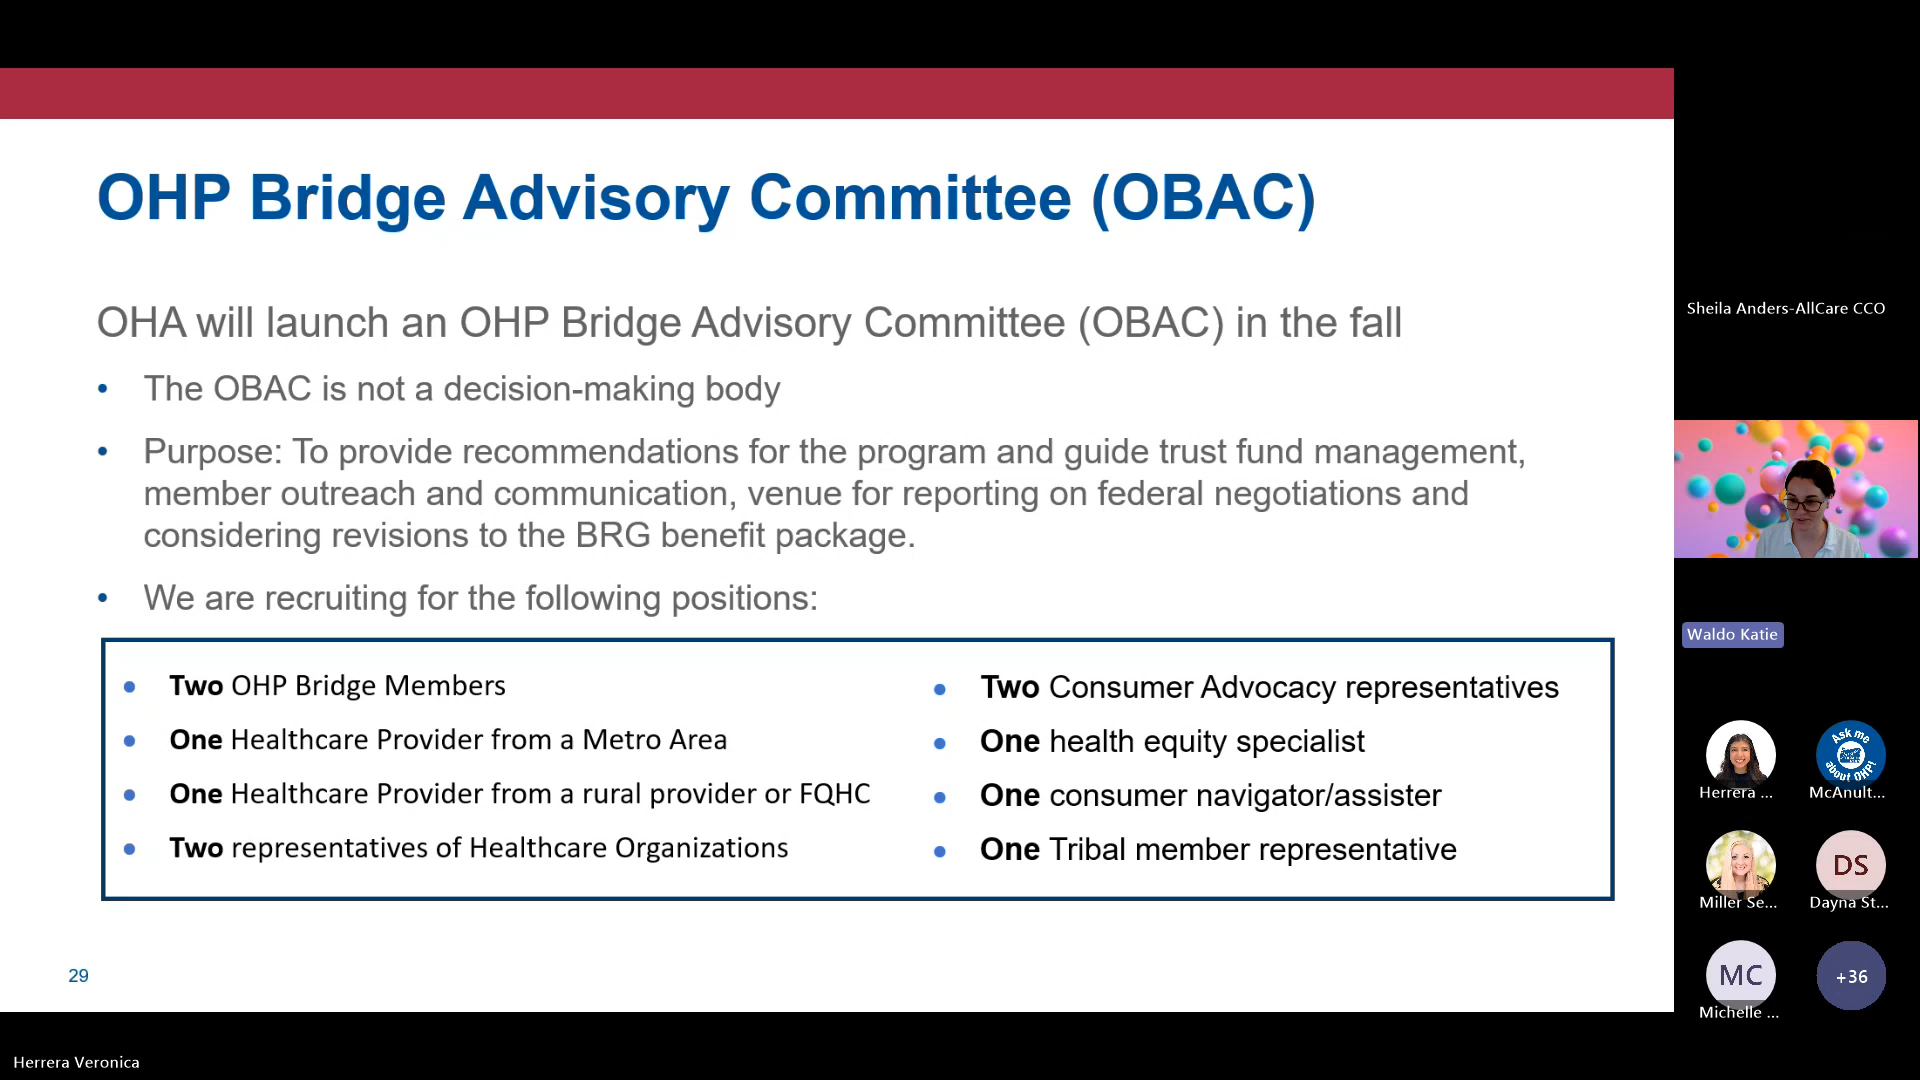 OHP Bridge Advisory Committee (OBAC)
OHA will launch an OHP Bridge Advisory Committee (OBAC) in the fall
• The OBAC is not a decision-making body
• Purpose: To provide recommendations for the program and guide trust fund management,
member outreach and communication, venue for reporting on federal negotiations and
considering revisions to the BRG benefit package.
• We are recruiting for the following positions:
• Two OHP Bridge Members
• One Healthcare Provider from a Metro Area
• One Healthcare Provider from a rural provider or FQHC
• Two representatives of Healthcare Organizations
• Two Consumer Advocacy representatives
• One health equity specialist
• One consumer navigator/assister
• One Tribal member representative
29
Sheila Anders-AllCare CCO
Waldo Katie
Herrera ...
Ask me
about OHP!
McAnult...
Miller Se...
DS
Dayna St...
MC
Michelle ...
+36
Herrera Veronica